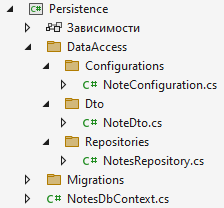 Persistence
Зависимости
DataAccess
Configurations
C# NoteConfiguration.cs
Dto
C# NoteDto.cs
Repositories
C# NotesRepository.cs
Migrations
C# NotesDbContext.cs